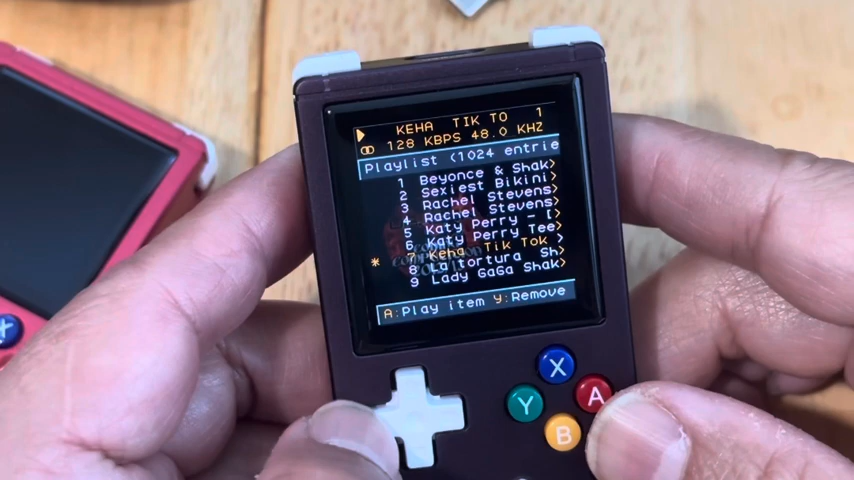 KEHA TIK TO 1
128 KBPS 48.0 KHZ
Playlist (1024 entrie
1 Beyonce & Shak>
2 Sexiest Bikini>
3 Rachel Stevens>
4 Rachel Stevens>
5 Katy Perry - [>
6 Katy Perry Tee>
* 7 Keha Tik Tok >
8 La tortura Sh>
9 Lady GaGa Shak>
A:Play item Y:Remove
X
Y
A
B